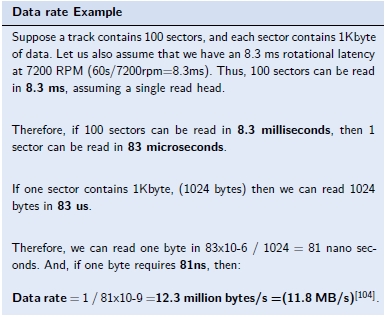 Data rate Example
Suppose a track contains 100 sectors, and each sector contains 1Kbyte
of data. Let us also assume that we have an 8.3 ms rotational latency
at 7200 RPM (60s/7200rpm=8.3ms). Thus, 100 sectors can be read
in 8.3 ms, assuming a single read head.
Therefore, if 100 sectors can be read in 8.3 milliseconds, then 1
sector can be read in 83 microseconds.
If one sector contains 1Kbyte, (1024 bytes) then we can read 1024
bytes in 83 us.
Therefore, we can read one byte in 83x10-6 / 1024 = 81 nano sec-
onds. And, if one byte requires 81ns, then:
Data rate = 1 / 81x10-9 =12.3 million bytes/s =(11.8 MB/s)[104].